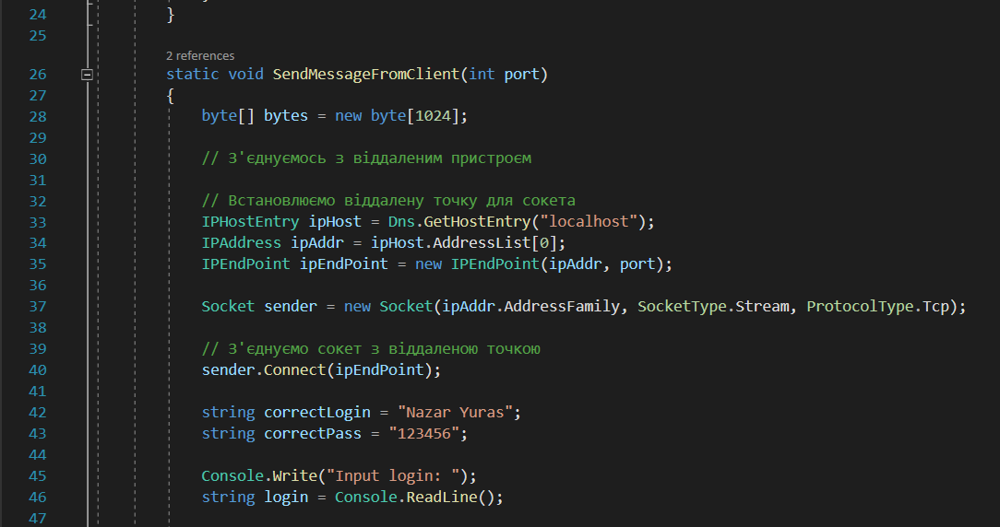 24 }
25
2 references
26 static void SendMessageFromClient(int port)
27 {
28 byte[] bytes = new byte[1024];
29
30 // З'єднуємось з віддаленим пристроєм
31
32 // Встановлюємо віддалену точку для сокета
33 IPHostEntry ipHost = Dns.GetHostEntry("localhost");
34 IPAddress ipAddr = ipHost.AddressList[0];
35 IPEndPoint ipEndPoint = new IPEndPoint(ipAddr, port);
36
37 Socket sender = new Socket(ipAddr.AddressFamily, SocketType.Stream, ProtocolType.Tcp);
38
39 // З'єднуємо сокет з віддаленою точкою
40 sender.Connect(ipEndPoint);
41
42 string correctLogin = "Nazar Yuras";
43 string correctPass = "123456";
44
45 Console.Write("Input login: ");
46 string login = Console.ReadLine();
47